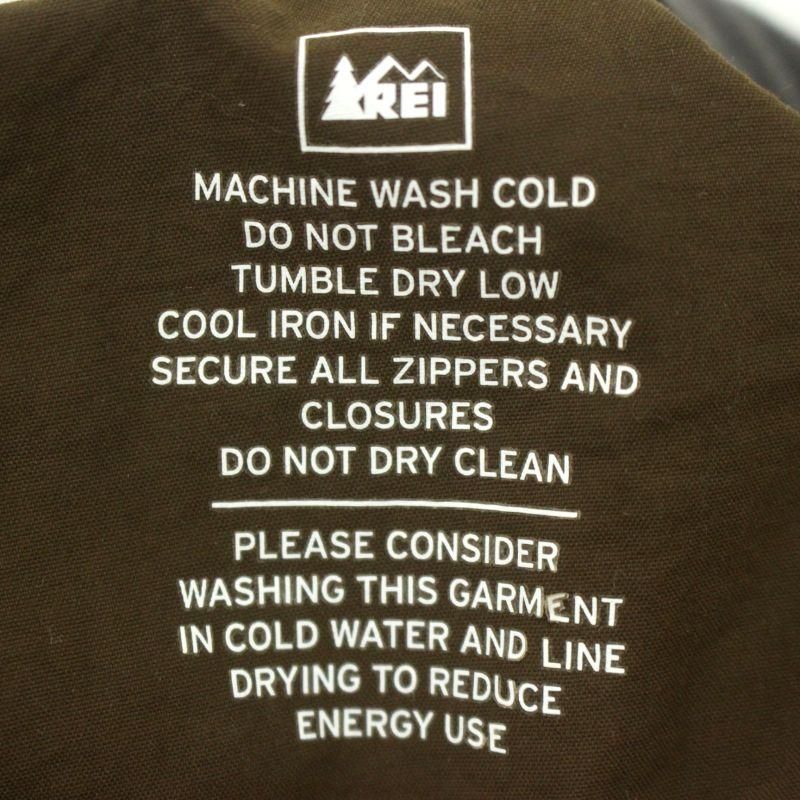 REI
MACHINE WASH COLD
DO NOT BLEACH
TUMBLE DRY LOW
COOL IRON IF NECESSARY
SECURE ALL ZIPPERS AND
CLOSURES
DO NOT DRY CLEAN
PLEASE CONSIDER
WASHING THIS GARMENT
IN COLD WATER AND LINE
DRYING TO REDUCE
ENERGY USE